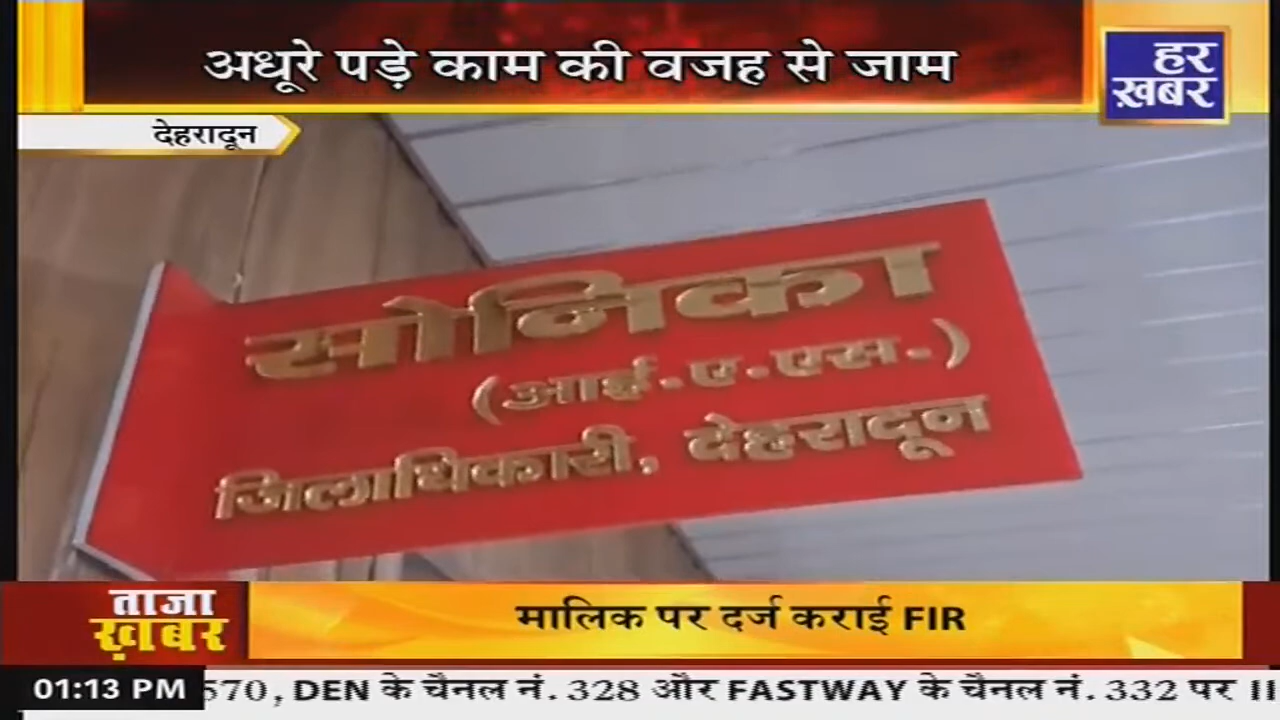 अधूरे पड़े काम की वजह से जाम
हर
ख़बर
देहरादून
सोनिका
(आई.ए.एस.)
जिलाधिकारी, देहरादून
ताजा
ख़बर
मालिक पर दर्ज कराई FIR
01:13 PM
570, DEN के चैनल नं. 328 और FASTWAY के चैनल नं. 332 पर